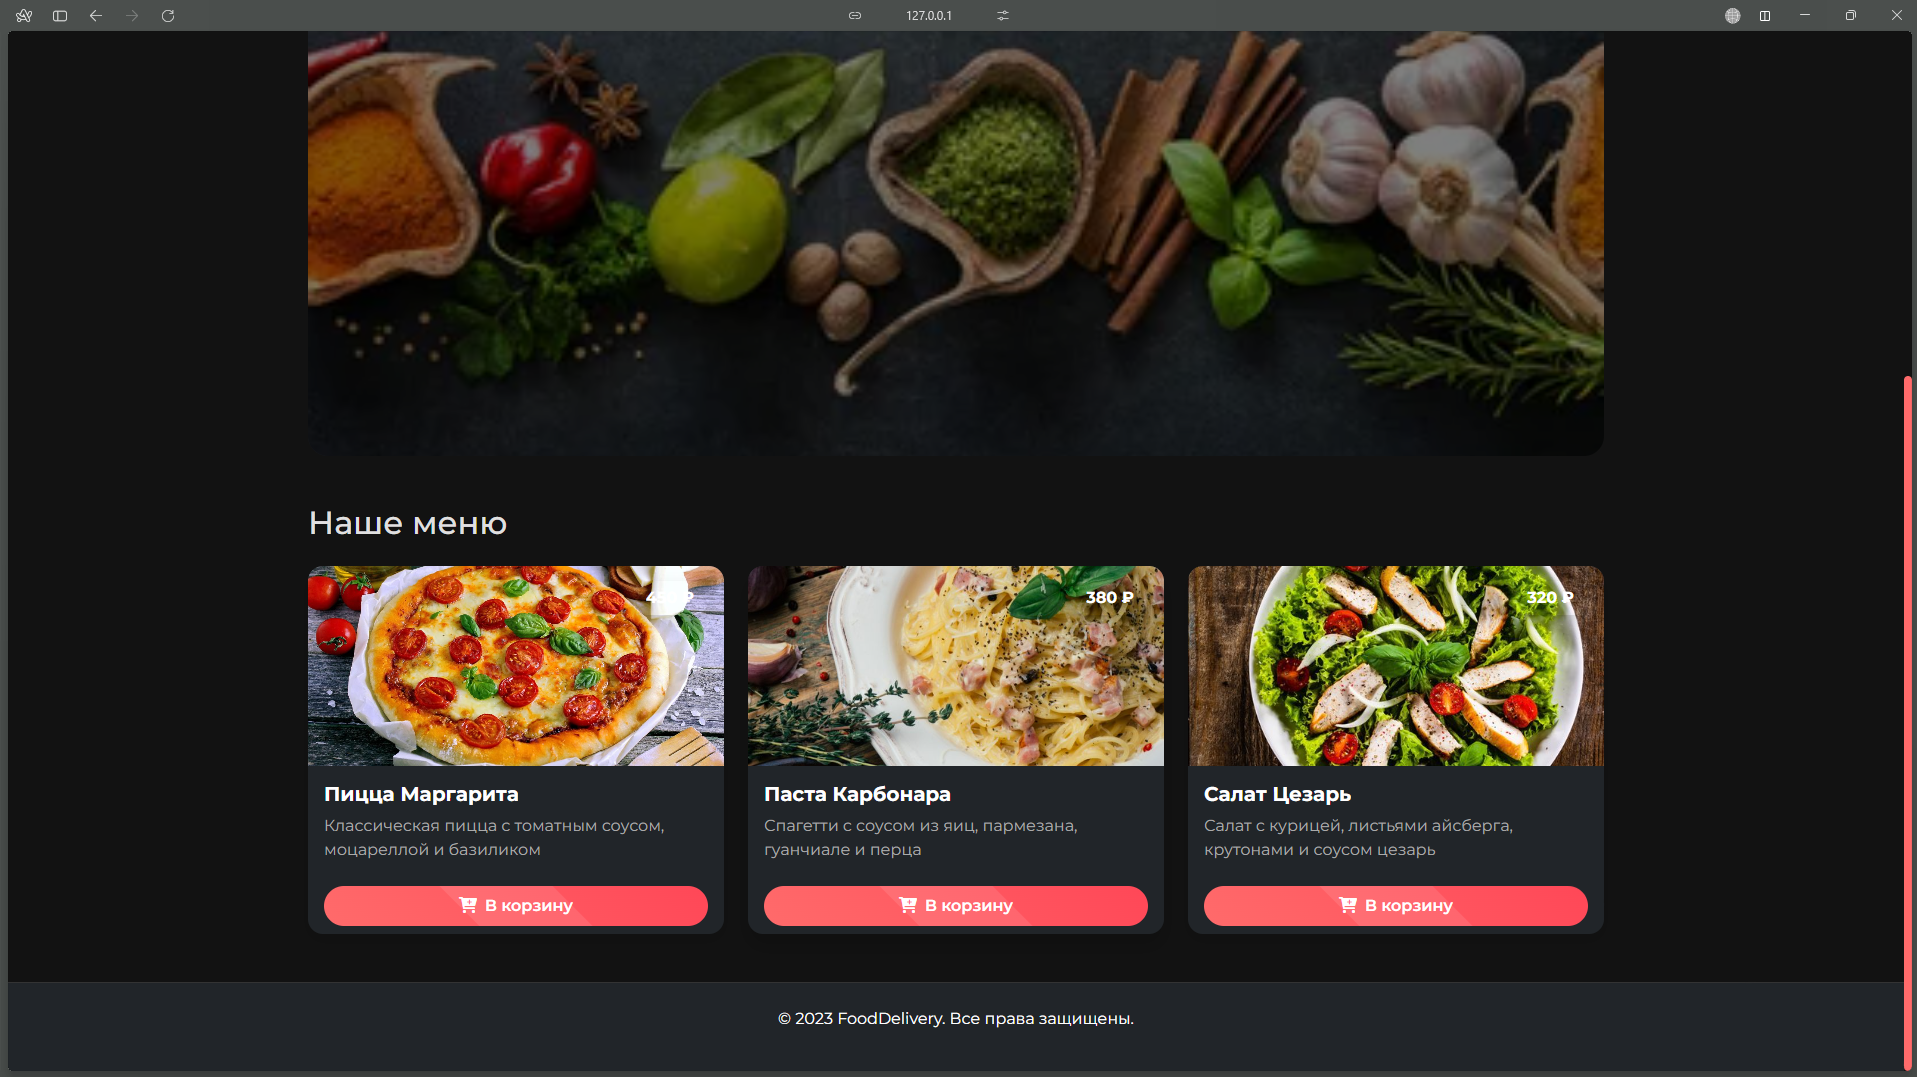 127.0.0.1
Наше меню
380 ₽
320 ₽
Пицца Маргарита
Классическая пицца с томатным соусом,
моцареллой и базиликом
В корзину
Паста Карбонара
Спагетти с соусом из яиц, пармезана,
гуанчиале и перца
В корзину
Салат Цезарь
Салат с курицей, листьями айсберга,
крутонами и соусом цезарь
В корзину
© 2023 FoodDelivery. Все права защищены.